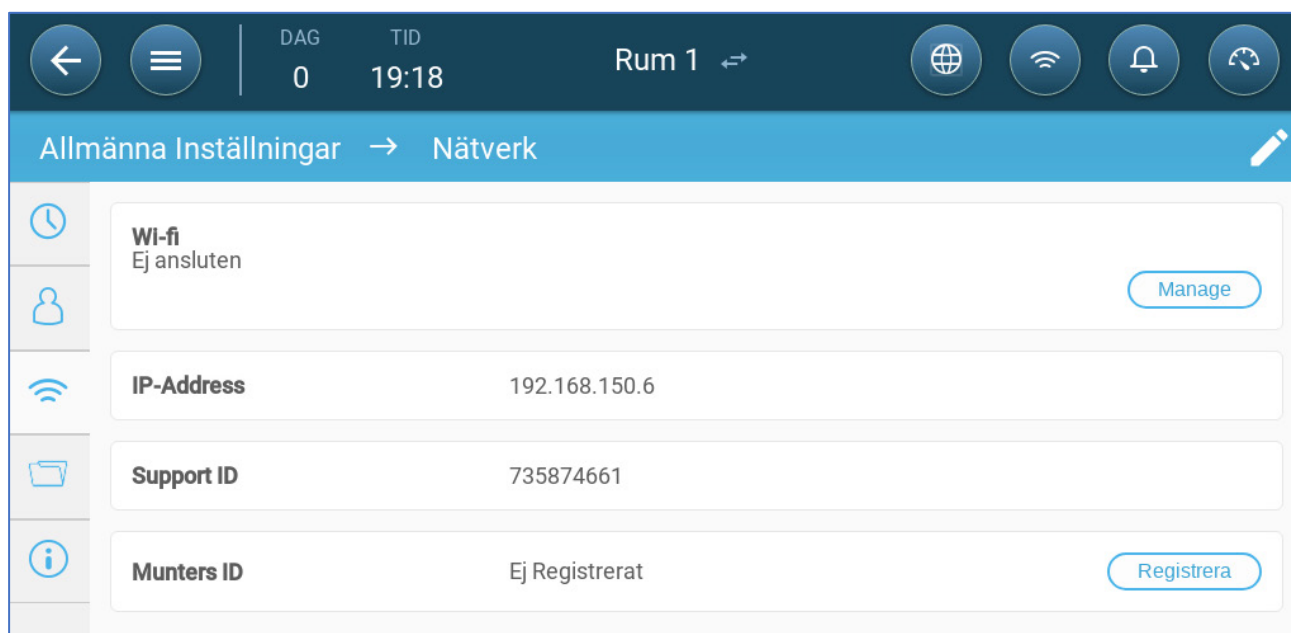 DAG TID
0 19:18 Rum 1
Allmänna Inställningar → Nätverk
Wi-fi
Ej ansluten
Manage
IP-Address 192.168.150.6
Support ID 735874661
Munters ID Ej Registrerat Registrera